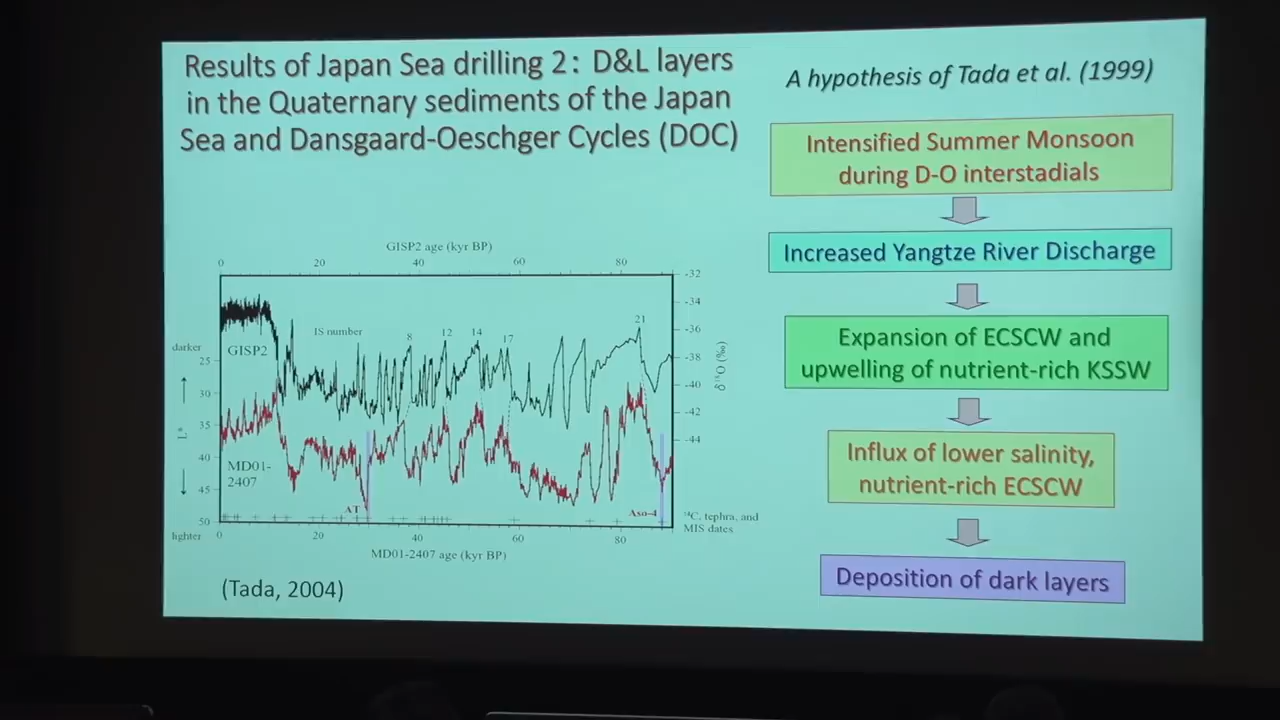 Results of Japan Sea drilling 2: D&L layers
in the Quaternary sediments of the Japan
Sea and Dansgaard-Oeschger Cycles (DOC)
A hypothesis of Tada et al. (1999)
Intensified Summer Monsoon
during D-O interstadials
Increased Yangtze River Discharge
Expansion of ECSCW and
upwelling of nutrient-rich KSSW
Influx of lower salinity,
nutrient-rich ECSCW
Deposition of dark layers
GISP2 age (kyr BP)
0 20 40 60 80
-32
-34
-36
-38
-40
-42
-44
δ¹⁸O (‰)
IS number
8 12 14 17 21
GISP2
darker
25
30
35
40
45
50
lighter
L*
MD01-
2407
AT
Aso-4
¹⁴C, tephra, and
MIS dates
0 20 40 60 80
MD01-2407 age (kyr BP)
(Tada, 2004)